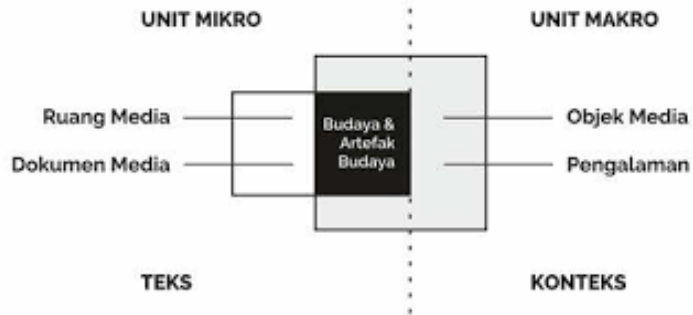 UNIT MIKRO
UNIT MAKRO
Ruang Media
Dokumen Media
Budaya &
Artefak
Budaya
Objek Media
Pengalaman
TEKS
KONTEKS